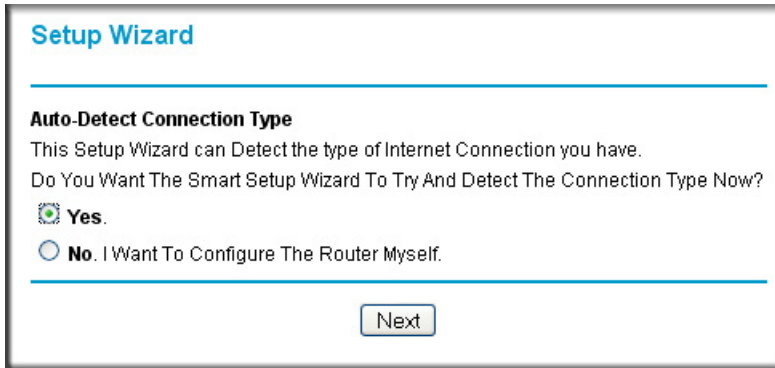 Setup Wizard
Auto-Detect Connection Type
This Setup Wizard can Detect the type of Internet Connection you have.
Do You Want The Smart Setup Wizard To Try And Detect The Connection Type Now?
Yes.
No. I Want To Configure The Router Myself.
Next